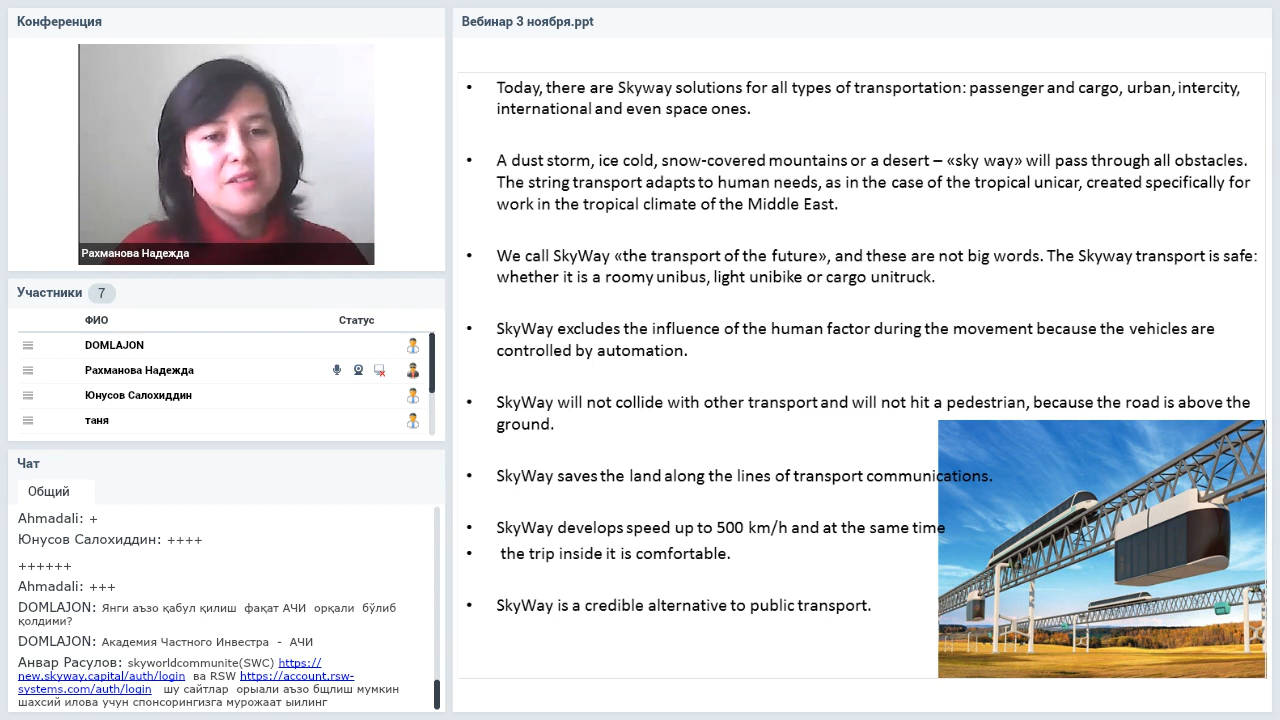 Конференция
Рахманова Надежда
Участники 7
ФИО Статус
DOMLAJON
Рахманова Надежда
Юнусов Салохиддин
таня
Чат
Общий
Ahmadali: +
Юнусов Салохиддин: ++++
++++++
Ahmadali: +++
DOMLAJON: Янги аъзо қабул қилиш фақат АЧИ орқали бўлиб
қолдими?
DOMLAJON: Академия Частного Инвестра - АЧИ
Анвар Расулов: skyworldcommunite(SWC) https://
new.skyway.capital/auth/login ва RSW https://account.rsw-
systems.com/auth/login шу сайтлар орыали аъзо бщлиш мумкин
шахсий илова учун спонсорингизга мурожаат ыилинг
Вебинар 3 ноября.ppt
• Today, there are Skyway solutions for all types of transportation: passenger and cargo, urban, intercity,
international and even space ones.
• A dust storm, ice cold, snow-covered mountains or a desert – «sky way» will pass through all obstacles.
The string transport adapts to human needs, as in the case of the tropical unicar, created specifically for
work in the tropical climate of the Middle East.
• We call SkyWay «the transport of the future», and these are not big words. The Skyway transport is safe:
whether it is a roomy unibus, light unibike or cargo unitruck.
• SkyWay excludes the influence of the human factor during the movement because the vehicles are
controlled by automation.
• SkyWay will not collide with other transport and will not hit a pedestrian, because the road is above the
ground.
• SkyWay saves the land along the lines of transport communications.
• SkyWay develops speed up to 500 km/h and at the same time
• the trip inside it is comfortable.
• SkyWay is a credible alternative to public transport.